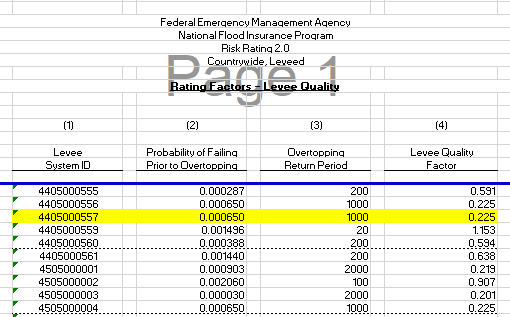 Federal Emergency Management Agency
National Flood Insurance Program
Risk Rating 2.0
Countrywide, Leveed
Page 1
Rating Factors - Levee Quality
(1) (2) (3) (4)
Levee Probability of Failing Overtopping Levee Quality
System ID Prior to Overtopping Return Period Factor
4405000555 0.000287 200 0.591
4405000556 0.000650 1000 0.225
4405000557 0.000650 1000 0.225
4405000559 0.001496 20 1.153
4405000560 0.000388 200 0.594
4405000561 0.001440 200 0.638
4505000001 0.000903 2000 0.219
4505000002 0.002060 100 0.907
4505000003 0.000030 2000 0.201
4505000004 0.000650 1000 0.225